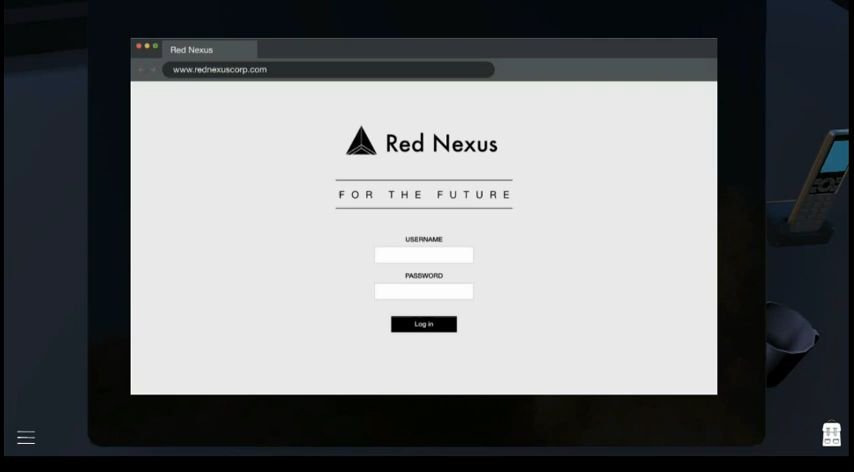 Red Nexus
www.rednexuscorp.com
Red Nexus
FOR THE FUTURE
USERNAME
PASSWORD
Log in